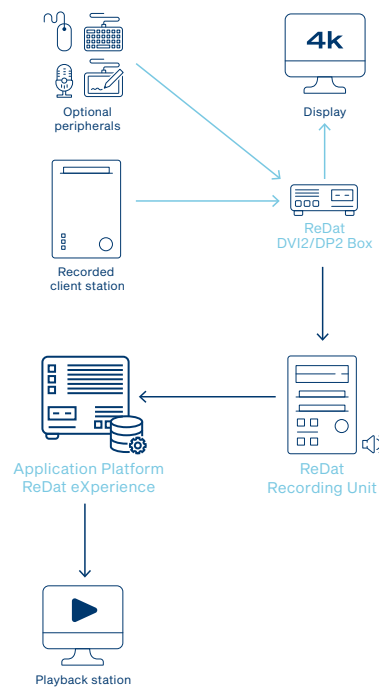 4k
Optional
peripherals
Display
ReDat
DVI2/DP2 Box
Recorded
client station
Application Platform
ReDat eXperience
ReDat
Recording Unit
Playback station